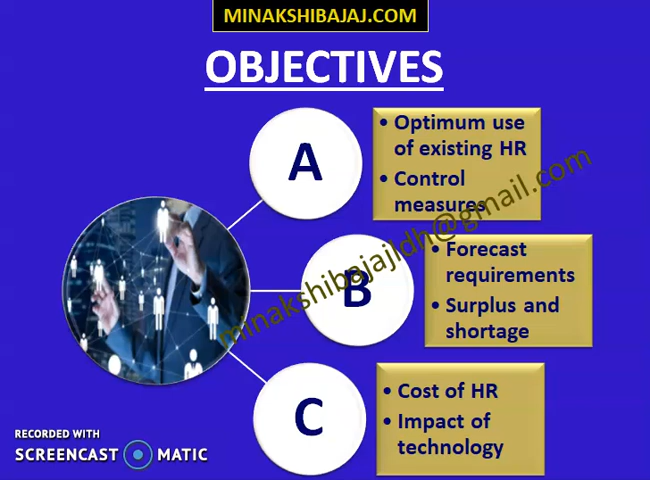 MINAKSHIBAJAJ.COM
OBJECTIVES
A
• Optimum use
of existing HR
• Control
measures
B
• Forecast
requirements
• Surplus and
shortage
C
• Cost of HR
• Impact of
technology
minakshibajajldh@gmail.com
RECORDED WITH
SCREENCAST MATIC